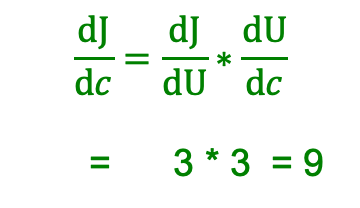 dJ/dc = dJ/dU * dU/dc
= 3 * 3 = 9